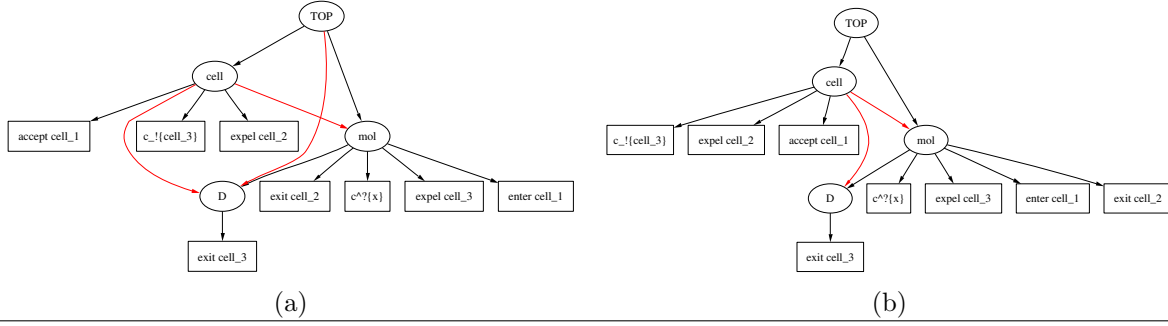 TOP
cell
accept cell_1
c_!{cell_3}
expel cell_2
mol
D
exit cell_2
c^?{x}
expel cell_3
enter cell_1
exit cell_3
(a)
TOP
cell
c_!{cell_3}
expel cell_2
accept cell_1
mol
D
c^?{x}
expel cell_3
enter cell_1
exit cell_2
exit cell_3
(b)